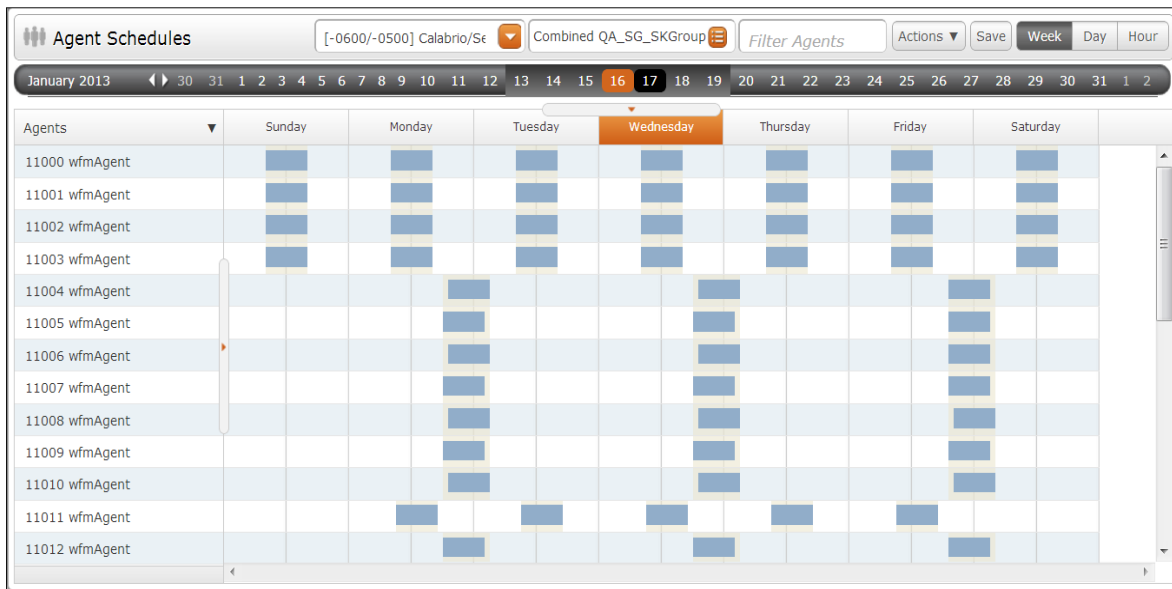 Agent Schedules [-0600/-0500] Calabrio/Se Combined QA_SG_SKGroup Filter Agents Actions ▼ Save Week Day Hour
January 2013 30 31 1 2 3 4 5 6 7 8 9 10 11 12 13 14 15 16 17 18 19 20 21 22 23 24 25 26 27 28 29 30 31 1 2
Agents ▼ Sunday Monday Tuesday Wednesday Thursday Friday Saturday
11000 wfmAgent
11001 wfmAgent
11002 wfmAgent
11003 wfmAgent
11004 wfmAgent
11005 wfmAgent
11006 wfmAgent
11007 wfmAgent
11008 wfmAgent
11009 wfmAgent
11010 wfmAgent
11011 wfmAgent
11012 wfmAgent